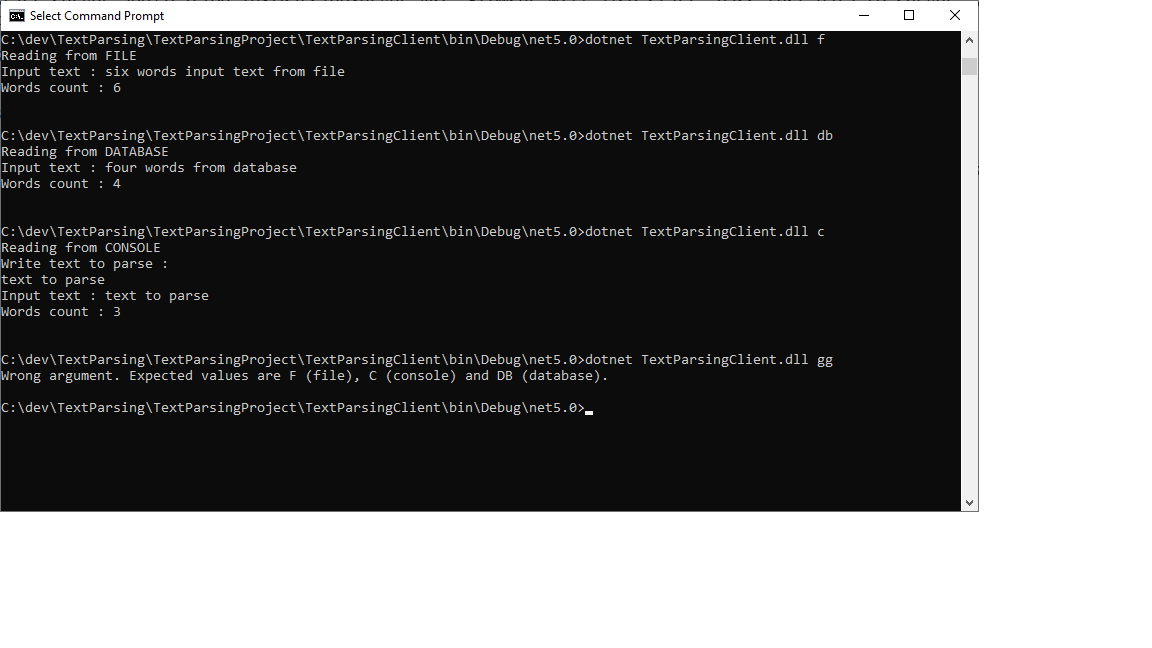 Select Command Prompt
C:\dev\TextParsing\TextParsingProject\TextParsingClient\bin\Debug\net5.0>dotnet TextParsingClient.dll f
Reading from FILE
Input text : six words input text from file
Words count : 6
C:\dev\TextParsing\TextParsingProject\TextParsingClient\bin\Debug\net5.0>dotnet TextParsingClient.dll db
Reading from DATABASE
Input text : four words from database
Words count : 4
C:\dev\TextParsing\TextParsingProject\TextParsingClient\bin\Debug\net5.0>dotnet TextParsingClient.dll c
Reading from CONSOLE
Write text to parse :
text to parse
Input text : text to parse
Words count : 3
C:\dev\TextParsing\TextParsingProject\TextParsingClient\bin\Debug\net5.0>dotnet TextParsingClient.dll gg
Wrong argument. Expected values are F (file), C (console) and DB (database).
C:\dev\TextParsing\TextParsingProject\TextParsingClient\bin\Debug\net5.0>